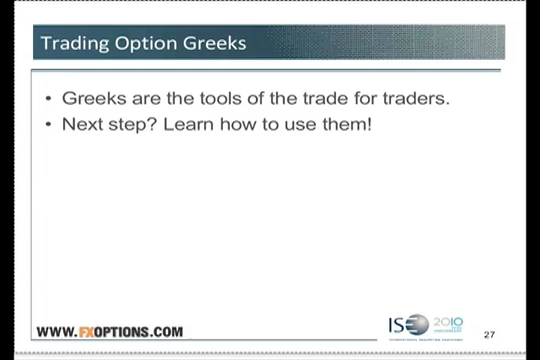 Trading Option Greeks
• Greeks are the tools of the trade for traders.
• Next step? Learn how to use them!
WWW.FXOPTIONS.COM
ISE 2010
27